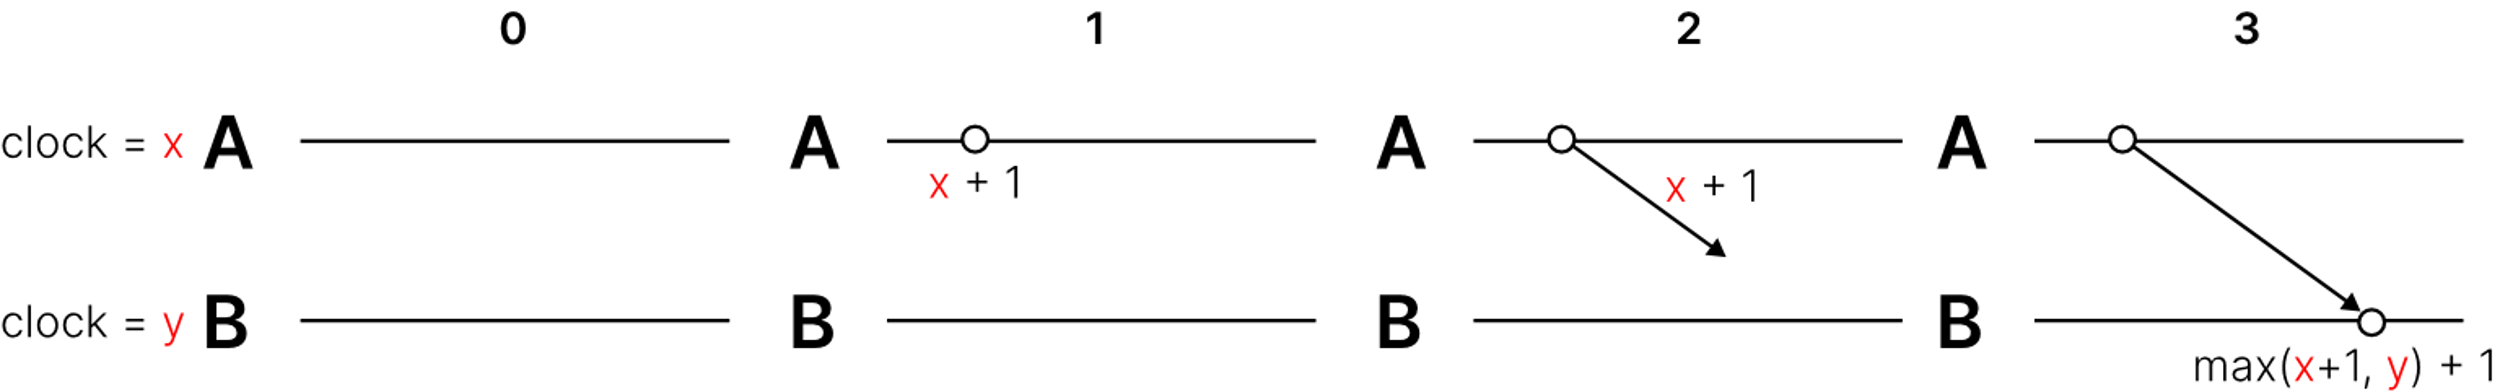 0 1 2 3
clock = x A A A A
x + 1 x + 1
clock = y B B B B
max(x+1, y) + 1